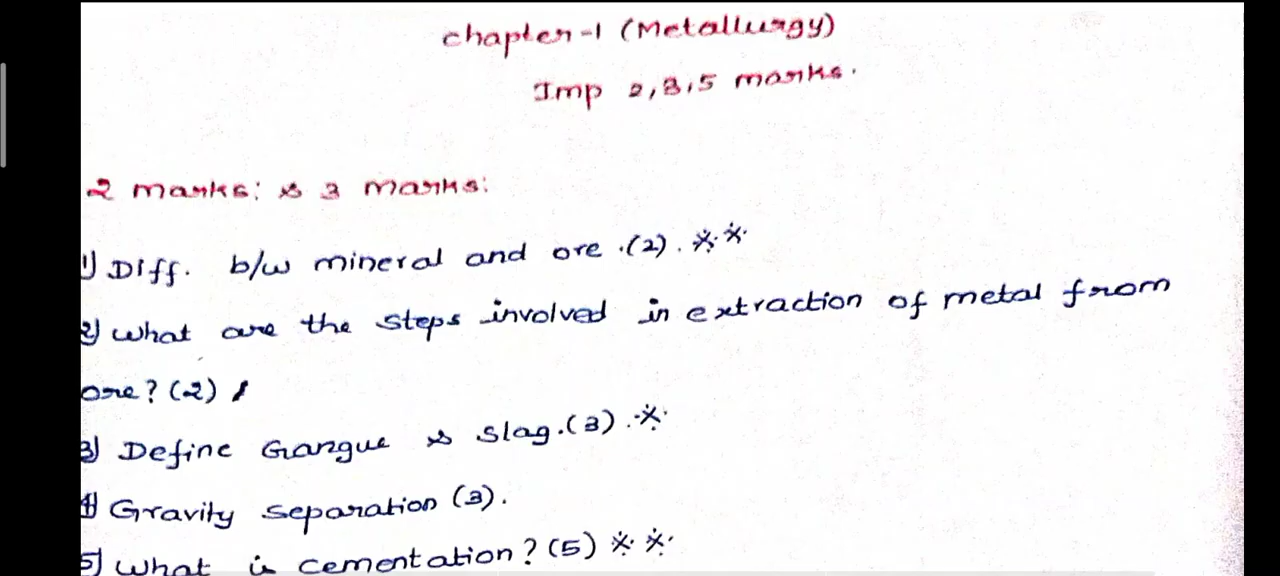 chapter-1 (Metallurgy)
Imp 2,3,5 marks.
2 marks: & 3 marks:
1) Diff. b/w mineral and ore.(2). ※ ※
2) what are the steps involved in extraction of metal from
ore? (2)
3) Define Gangue & slag.(3). ※
4) Gravity separation (3).
5) what is cementation? (5) ※ ※